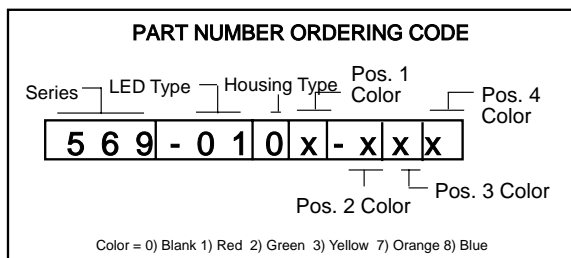 PART NUMBER ORDERING CODE
Series
LED Type
Housing Type
Pos. 1
Color
Pos. 4
Color
5 6 9 - 0 1 0 x - x x x
Pos. 2 Color
Pos. 3 Color
Color = 0) Blank 1) Red 2) Green 3) Yellow 7) Orange 8) Blue